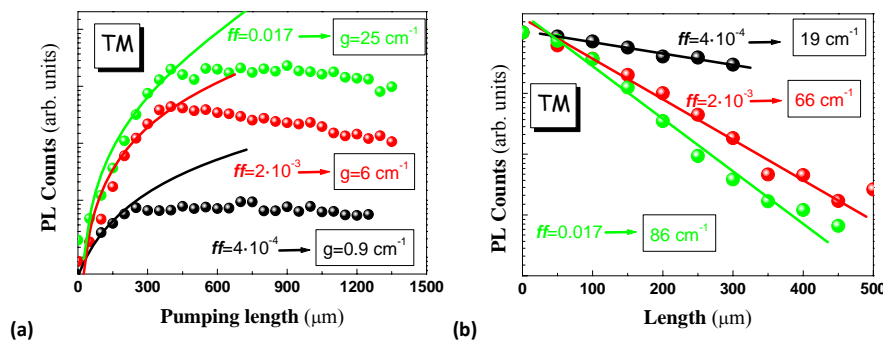 TM
ff=0.017
g=25 cm⁻¹
ff=2·10⁻³
g=6 cm⁻¹
ff=4·10⁻⁴
g=0.9 cm⁻¹
PL Counts (arb. units)
0 300 600 900 1200 1500
Pumping length (μm)
(a)
ff=4·10⁻⁴
19 cm⁻¹
ff=2·10⁻³
66 cm⁻¹
TM
ff=0.017
86 cm⁻¹
PL Counts (arb. units)
0 100 200 300 400 500
Length (μm)
(b)